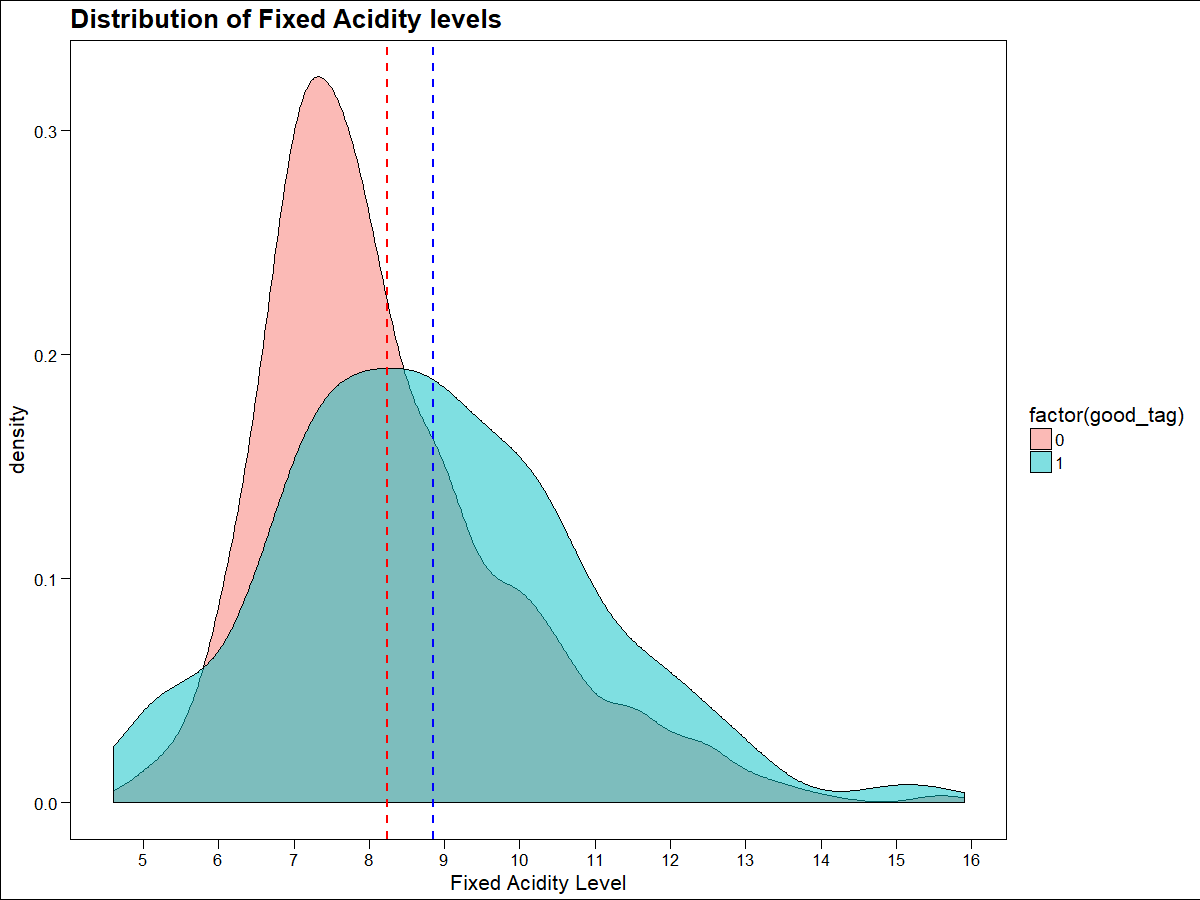 Distribution of Fixed Acidity levels
0.3
0.2
0.1
0.0
density
5 6 7 8 9 10 11 12 13 14 15 16
Fixed Acidity Level
factor(good_tag)
0
1